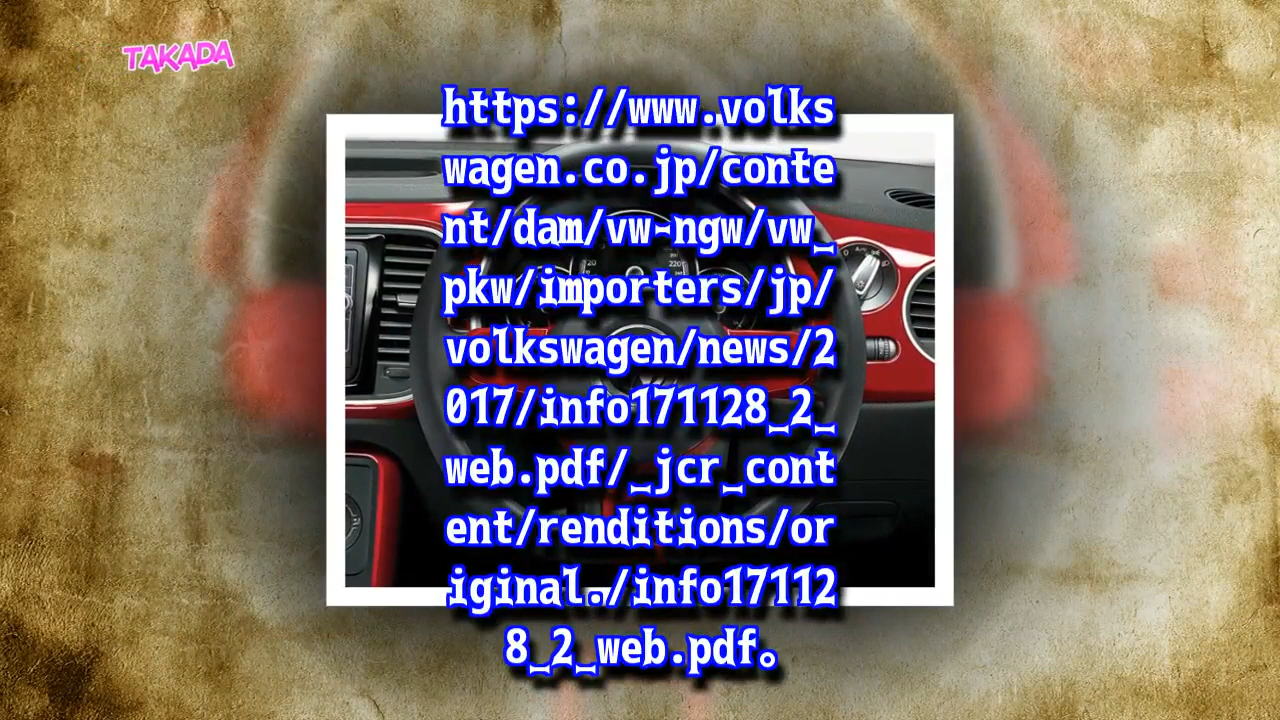 TAKADA
https://www.volks
wagen.co.jp/conte
nt/dam/vw-ngw/vw_
pkw/importers/jp/
volkswagen/news/2
017/info171128_2_
web.pdf/_jcr_cont
ent/renditions/or
iginal./info17112
8_2_web.pdf。